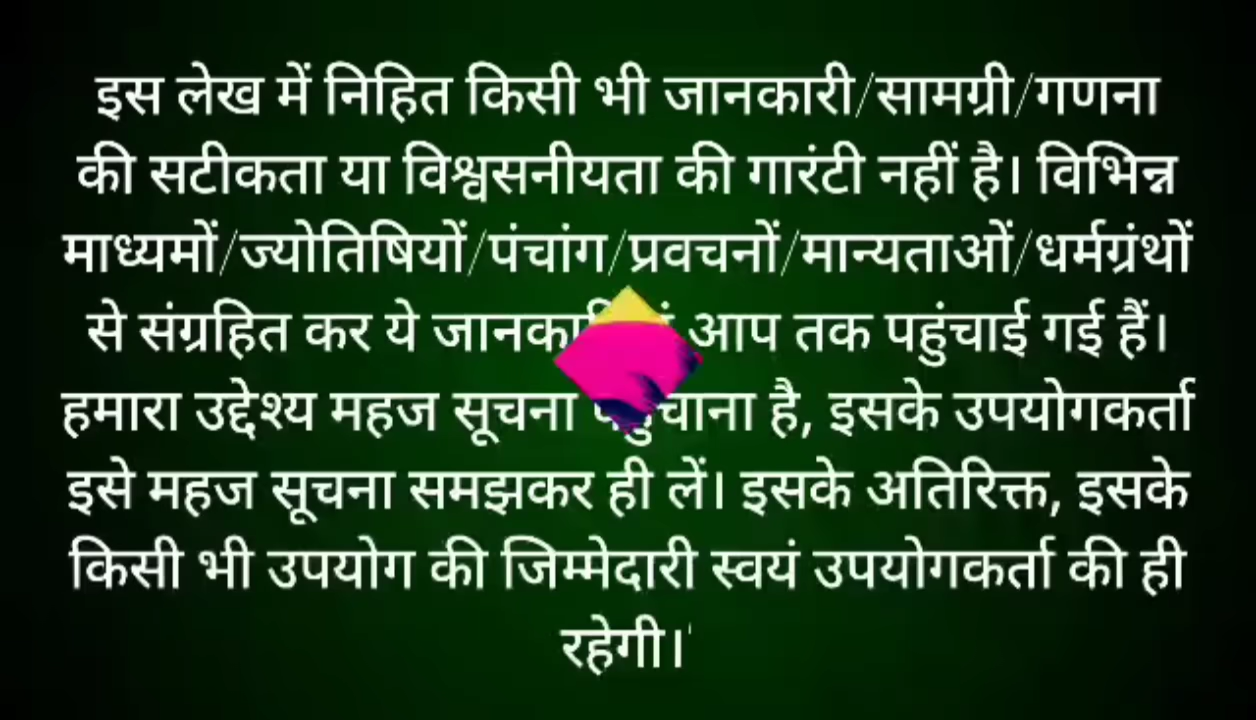 इस लेख में निहित किसी भी जानकारी/सामग्री/गणना
की सटीकता या विश्वसनीयता की गारंटी नहीं है। विभिन्न
माध्यमों/ज्योतिषियों/पंचांग/प्रवचनों/मान्यताओं/धर्मग्रंथों
से संग्रहित कर ये आप तक पहुंचाई गई हैं।
हमारा उद्देश्य महज सूचना है, इसके उपयोगकर्ता
इसे महज सूचना समझकर ही लें। इसके अतिरिक्त, इसके
किसी भी उपयोग की जिम्मेदारी स्वयं उपयोगकर्ता की ही
रहेगी।'